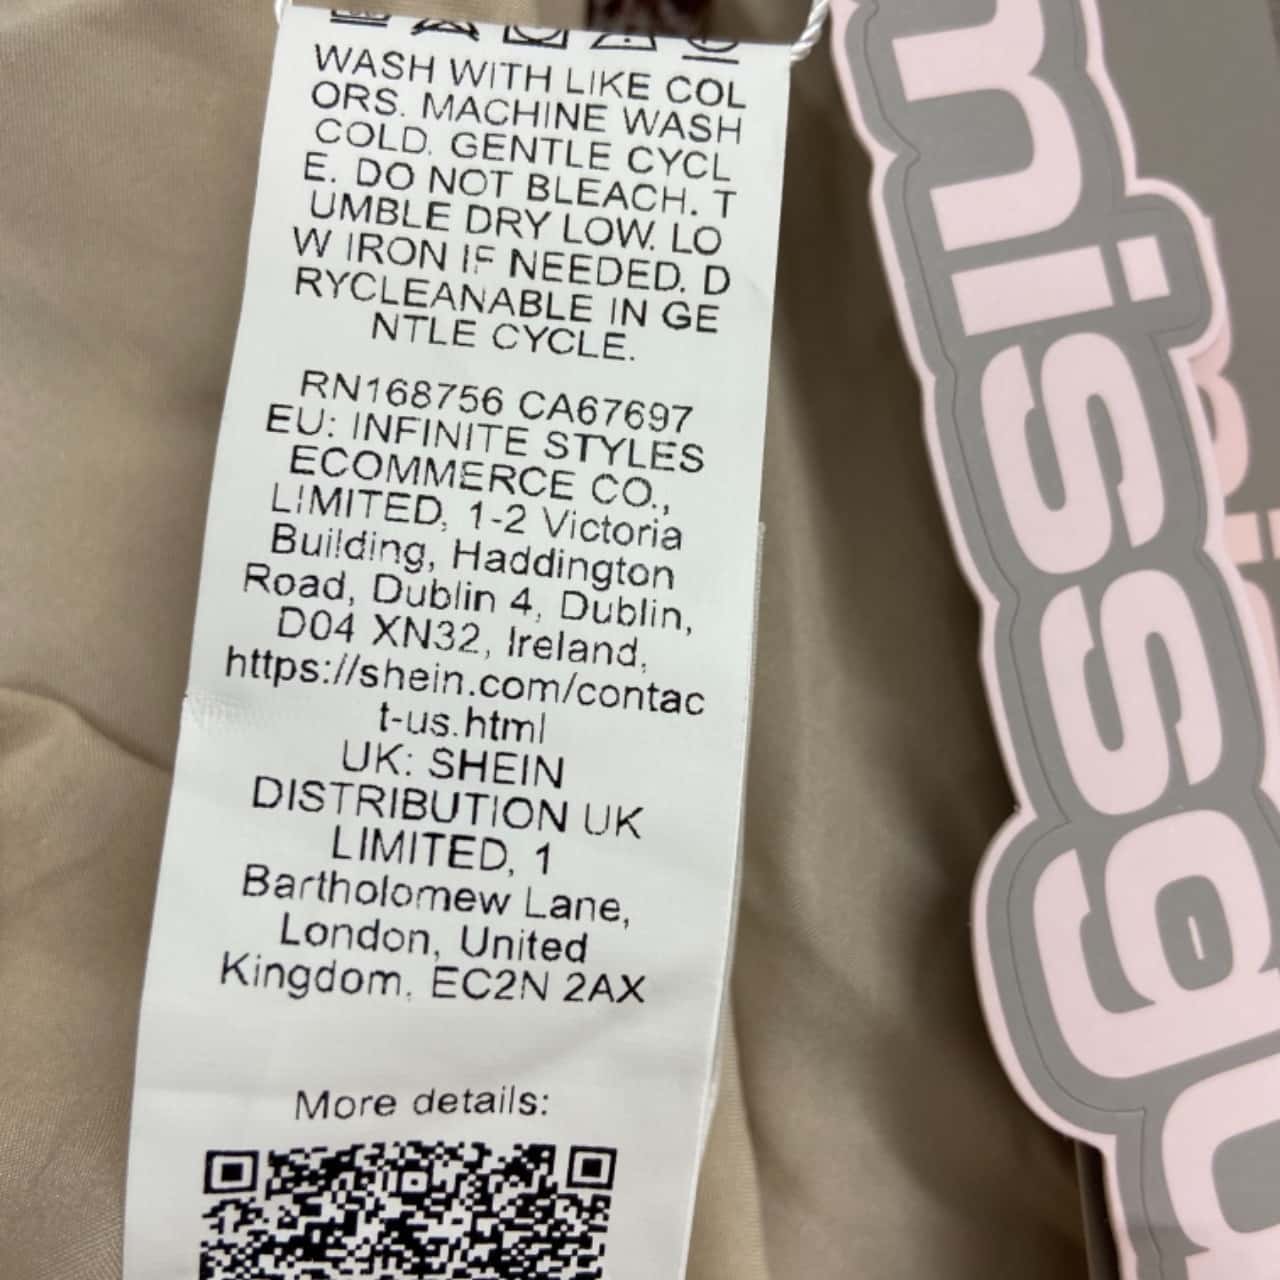 WASH WITH LIKE COL
ORS. MACHINE WASH
COLD. GENTLE CYCL
E. DO NOT BLEACH. T
UMBLE DRY LOW. LO
W IRON IF NEEDED. D
RYCLEANABLE IN GE
NTLE CYCLE.
RN168756 CA67697
EU: INFINITE STYLES
ECOMMERCE CO.,
LIMITED, 1-2 Victoria
Building, Haddington
Road, Dublin 4, Dublin,
D04 XN32, Ireland,
https://shein.com/contac
t-us.html
UK: SHEIN
DISTRIBUTION UK
LIMITED, 1
Bartholomew Lane,
London, United
Kingdom, EC2N 2AX
More details:
missgu